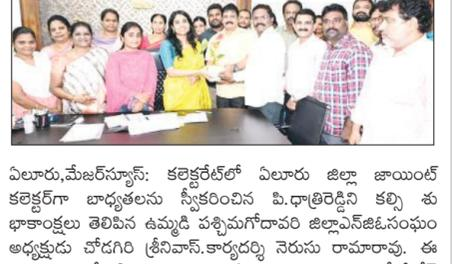 ఏలూరు,మేజర్‌న్యూస్: కలెక్టరేట్‌లో ఏలూరు జిల్లా జాయింట్
కలెక్టర్‌గా బాధ్యతలను స్వీకరించిన పి.ధాత్రిరెడ్డిని కల్సి శు
భాకాంక్షలు తెలిపిన ఉమ్మడి పశ్చిమగోదావరి జిల్లాఎన్‌జిఓసంఘం
అధ్యక్షుడు చోడగిరి శ్రీనివాస్.కార్యదర్శి నెరుసు రామారావు. ఈ